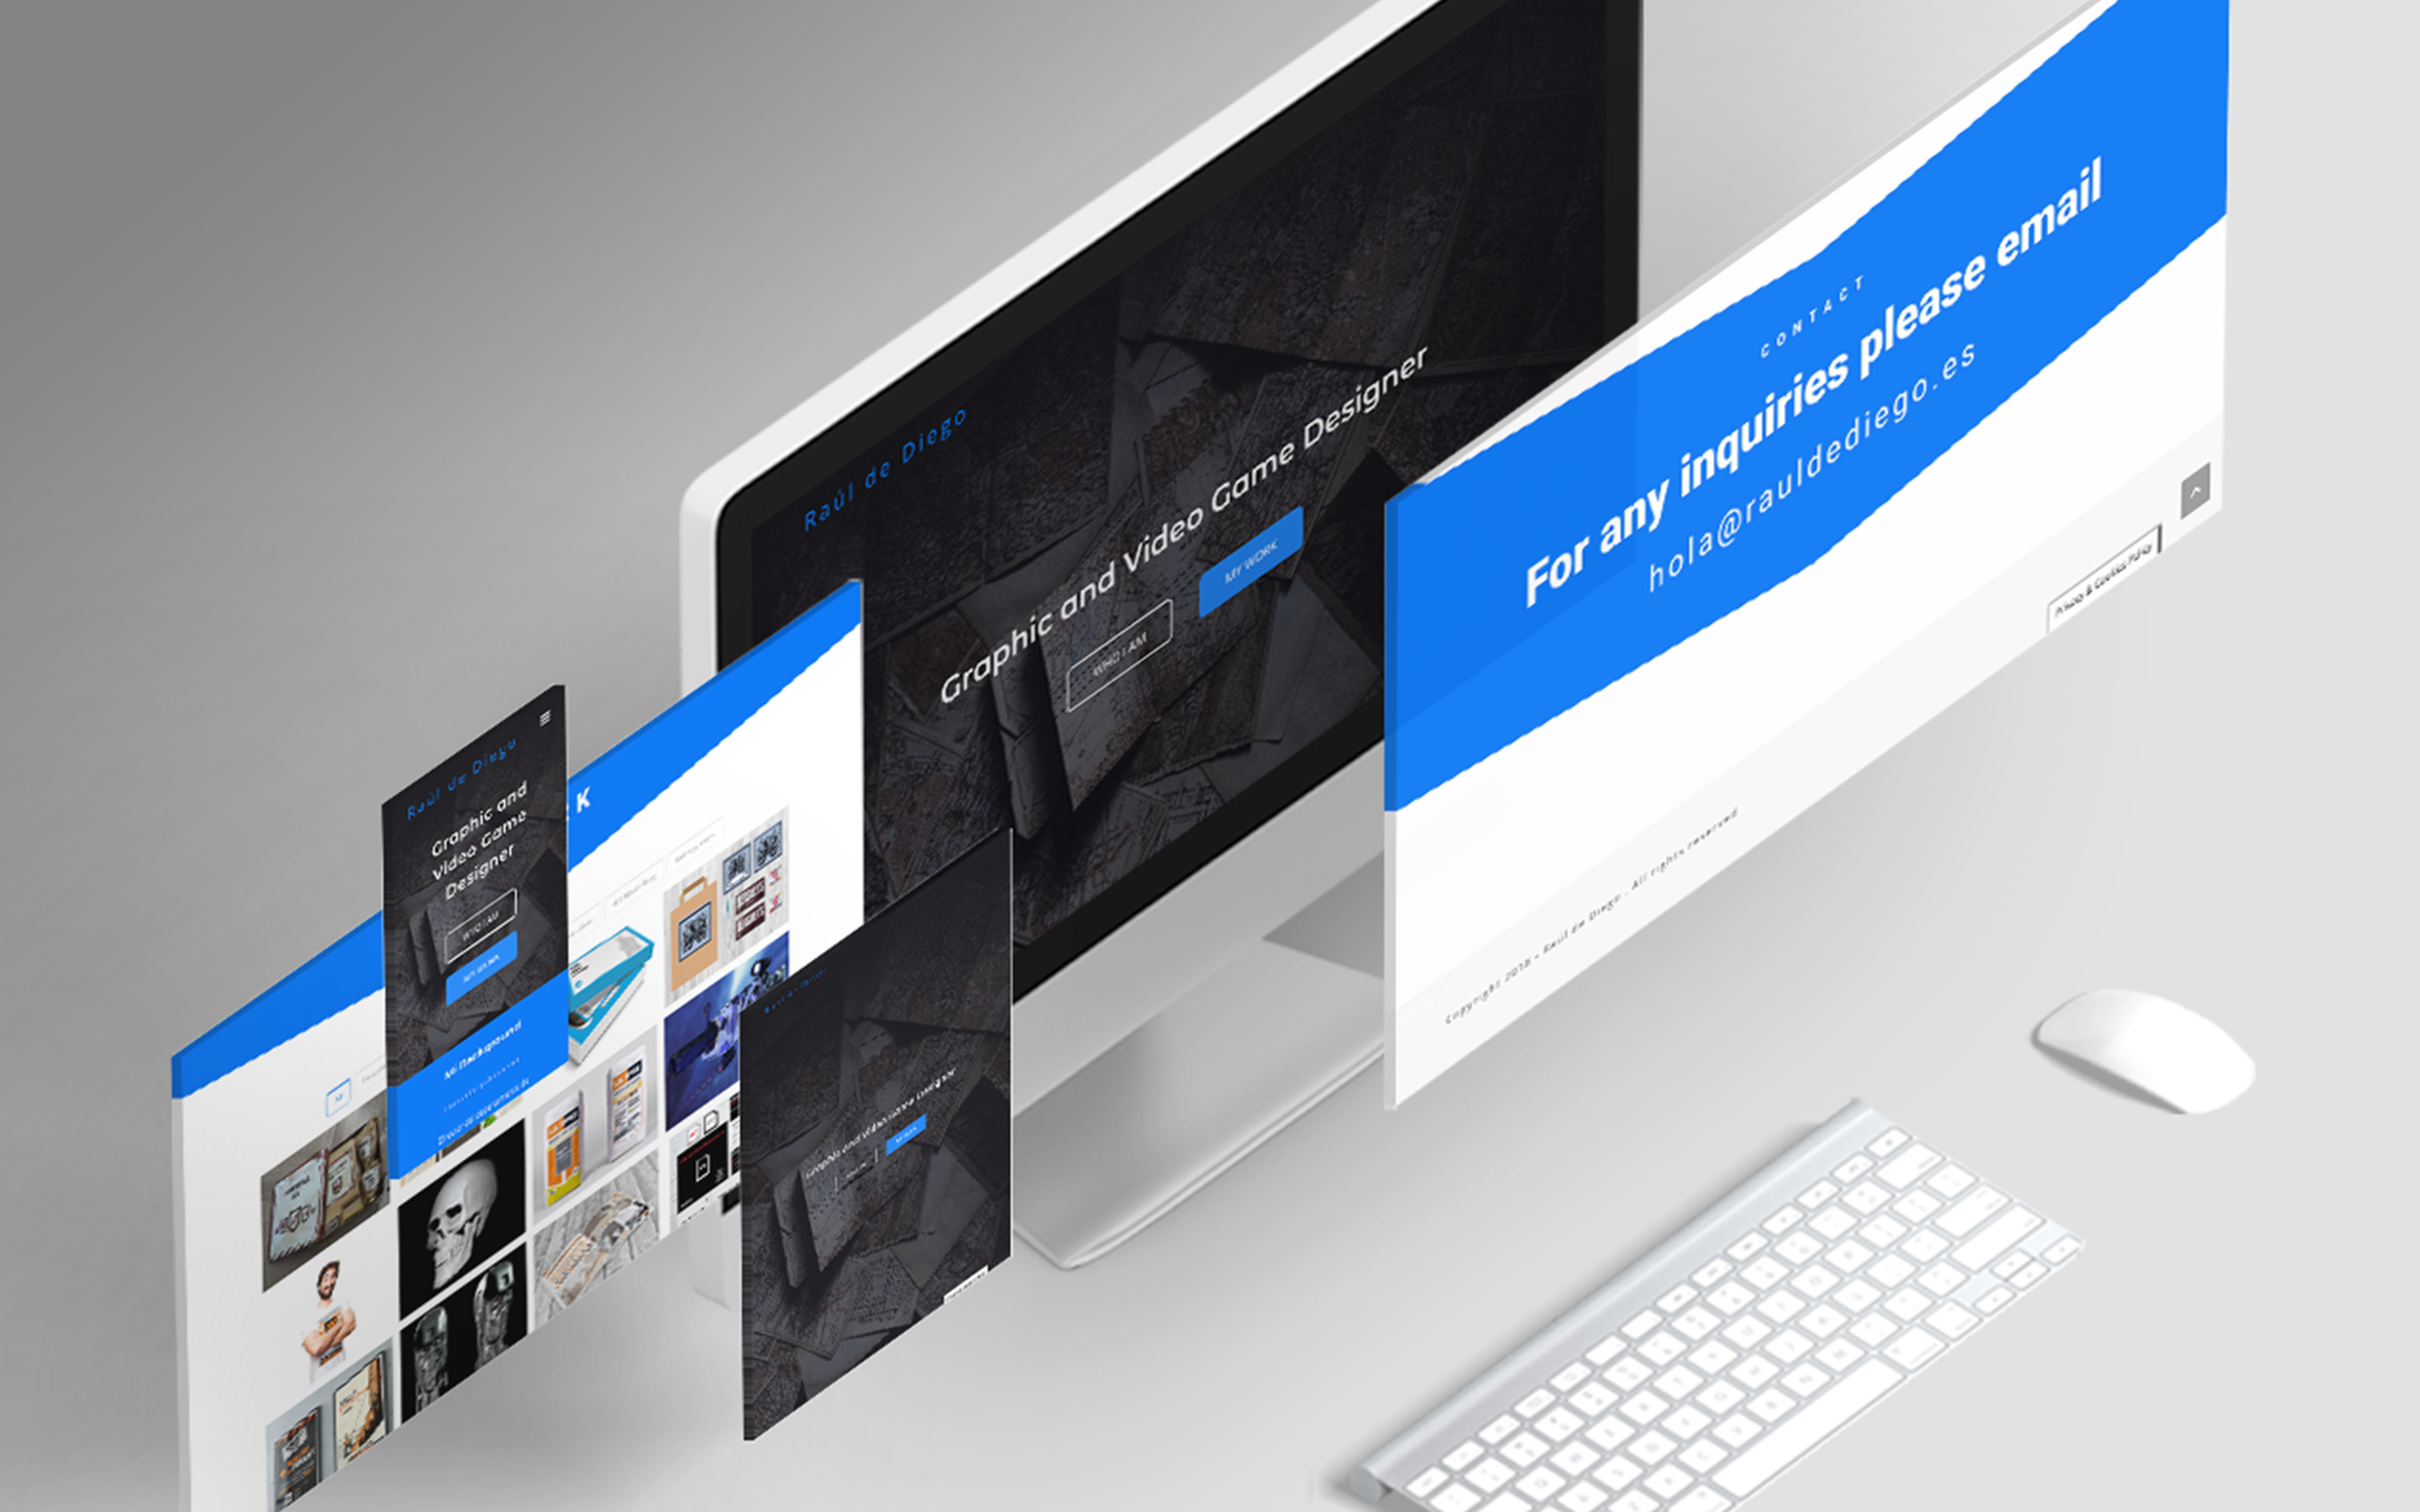 Raúl de Diego
Graphic and Video Game Designer
WHO I AM
MY WORK
CONTACT
For any inquiries please email
hola@rauldediego.es
Privacy & Cookies Policy
Copyright 2018 - Raúl de Diego . All rights reserved
Raúl de Diego
Graphic and
Video Game
Designer
WHO I AM
MY WORK
Mi Background
K
All
Graphic and Video Game Designer